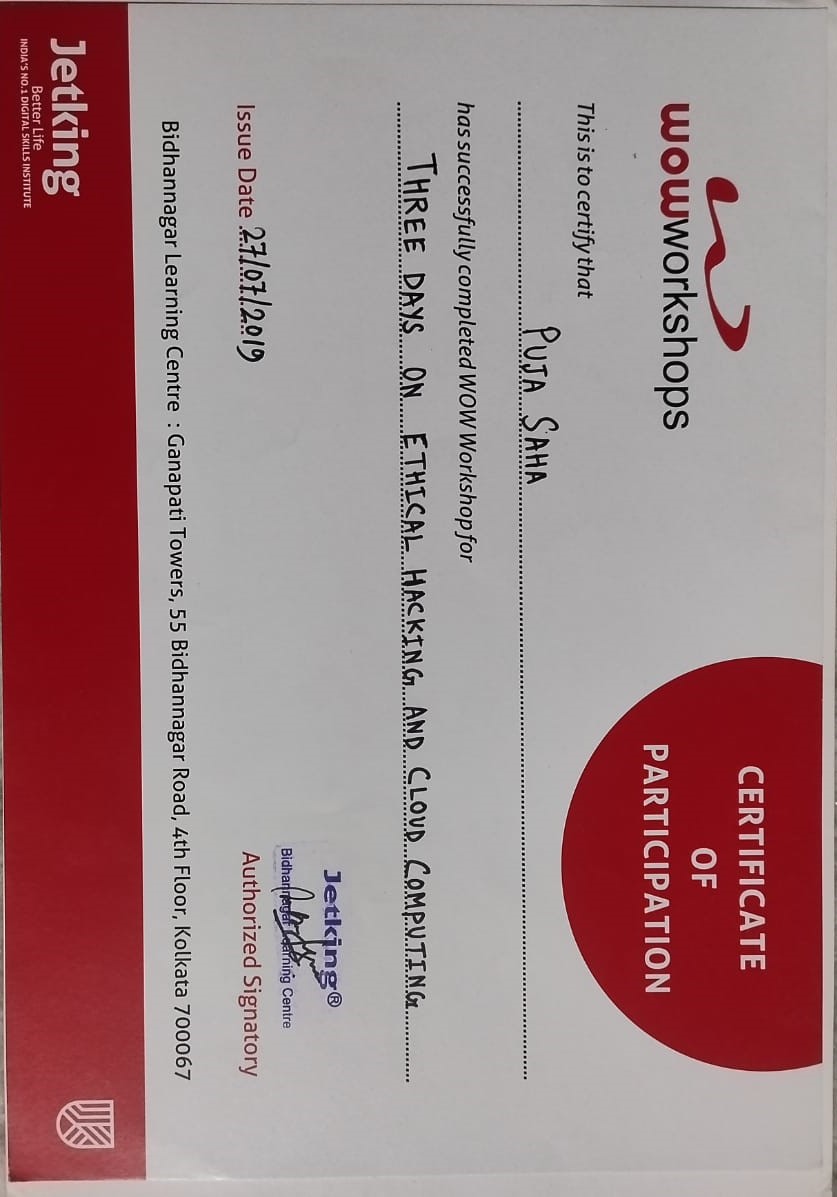 wowworkshops
CERTIFICATE
OF
PARTICIPATION
This is to certify that
PUJA SAHA
has successfully completed WOW Workshop for
THREE DAYS ON ETHICAL HACKING AND CLOUD COMPUTING
Jetking®
Bidhannagar Learning Centre
Issue Date 27/07/2019
Authorized Signatory
Bidhannagar Learning Centre : Ganapati Towers, 55 Bidhannagar Road, 4th Floor, Kolkata 700067
Jetking
Better Life
INDIA'S NO.1 DIGITAL SKILLS INSTITUTE